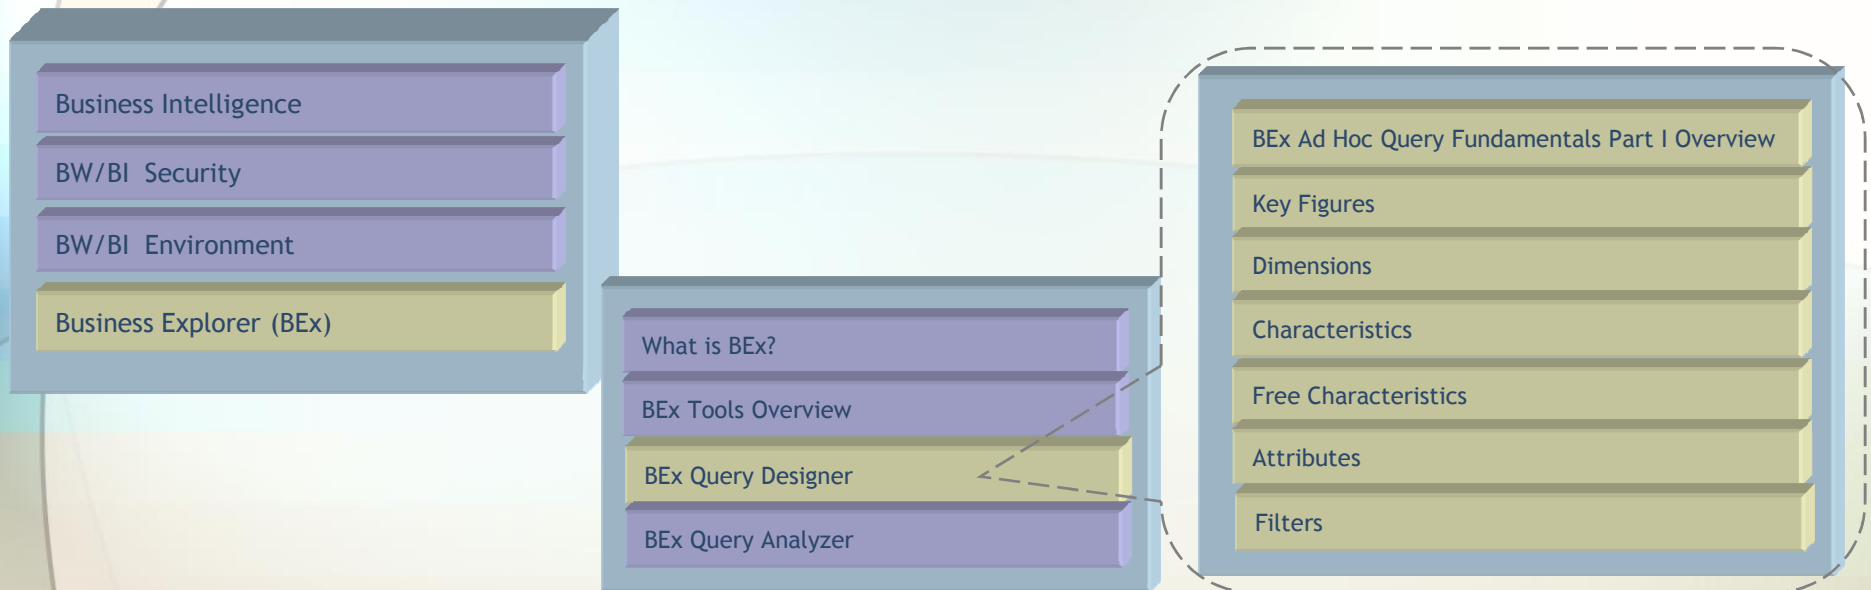 Business Intelligence
BW/BI  Security
BW/BI  Environment
Business Explorer (BEx)
What is BEx?
BEx Tools Overview
BEx Query Designer
BEx Query Analyzer
BEx Ad Hoc Query Fundamentals Part I Overview
Key Figures
Dimensions
Characteristics
Free Characteristics
Attributes
Filters